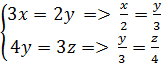 3x = 2y => x/2 = y/3
4y = 3z => y/3 = z/4